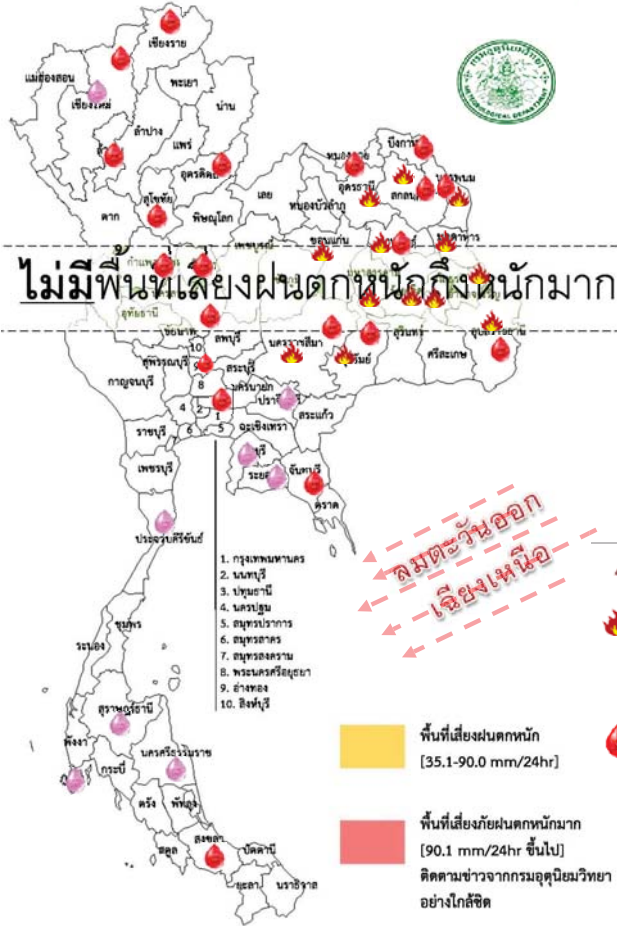 เชียงราย
แม่ฮ่องสอน
พะเยา
เชียงใหม่
น่าน
ลำปาง
แพร่
อุตรดิตถ์
สุโขทัย
ตาก
พิษณุโลก
เลย
หนองบัวลำภู
อุดรธานี
สกลน
นครพนม
เพชรบูรณ์
ขอนแก่น
ไม่มีพื้นที่เสี่ยงฝนตกหนักถึงหนักมาก
อุทัยธานี
ชัยนาท
ลพบุรี
นครราชสีมา
สุรินทร์
อุบลราชธานี
ศรีสะเกษ
10
สุพรรณบุรี
9
สระบุรี
กาญจนบุรี
8
นครนายก
สระแก้ว
4
2
1
ฉะเชิงเทรา
ราชบุรี
6
5
เพชรบุรี
จันทบุรี
ตราด
ประจวบคีรีขันธ์
ลมตะวันออก
เฉียงเหนือ
1. กรุงเทพมหานคร
2. นนทบุรี
3. ปทุมธานี
4. นครปฐม
5. สมุทรปราการ
6. สมุทรสาคร
7. สมุทรสงคราม
8. พระนครศรีอยุธยา
9. อ่างทอง
10. สิงห์บุรี
ชุมพร
ระนอง
สุราษฎร์ธานี
พังงา
นครศรีธรรมราช
กระบี่
ตรัง
พัทลุง
สตูล
สงขลา
ปัตตานี
ยะลา
นราธิวาส
พื้นที่เสี่ยงฝนตกหนัก
[35.1-90.0 mm/24hr]
พื้นที่เสี่ยงภัยฝนตกหนักมาก
[90.1 mm/24hr ขึ้นไป]
ติดตามข่าวจากกรมอุตุนิยมวิทยา
อย่างใกล้ชิด